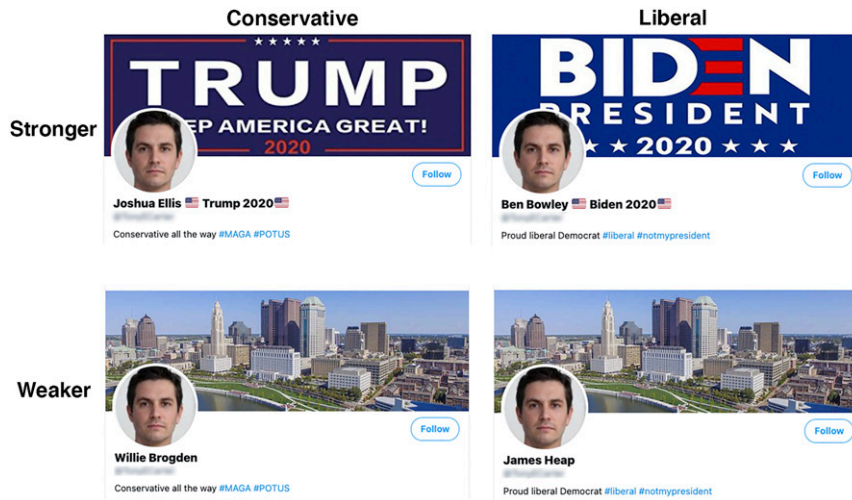 Conservative
Liberal
Stronger
TRUMP
EP AMERICA GREAT!
2020
Follow
Joshua Ellis 🇺🇸 Trump 2020🇺🇸
Conservative all the way #MAGA #POTUS
BIDEN
PRESIDENT
2020
Follow
Ben Bowley 🇺🇸 Biden 2020🇺🇸
Proud liberal Democrat #liberal #notmypresident
Weaker
Follow
Willie Brogden
Conservative all the way #MAGA #POTUS
Follow
James Heap
Proud liberal Democrat #liberal #notmypresident